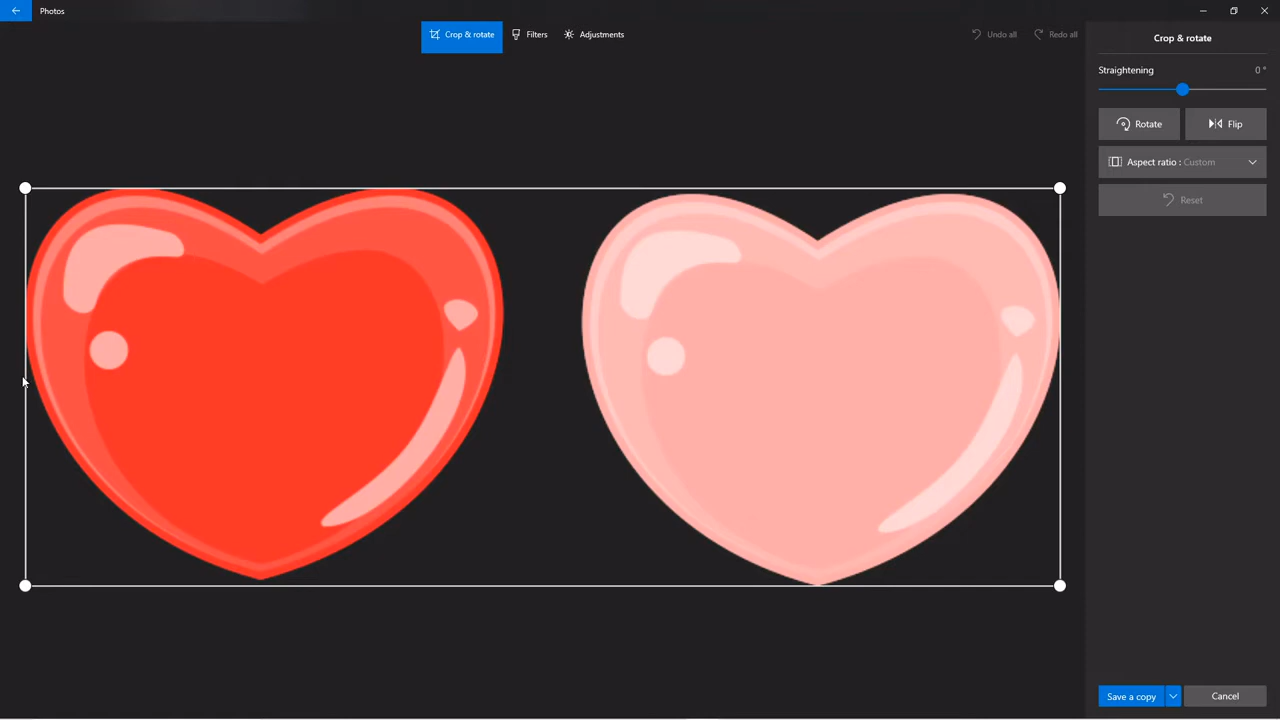 Photos
Crop & rotate
Filters
Adjustments
Undo all
Redo all
Crop & rotate
Straightening 0 °
Rotate
Flip
Aspect ratio : Custom
Reset
Save a copy
Cancel